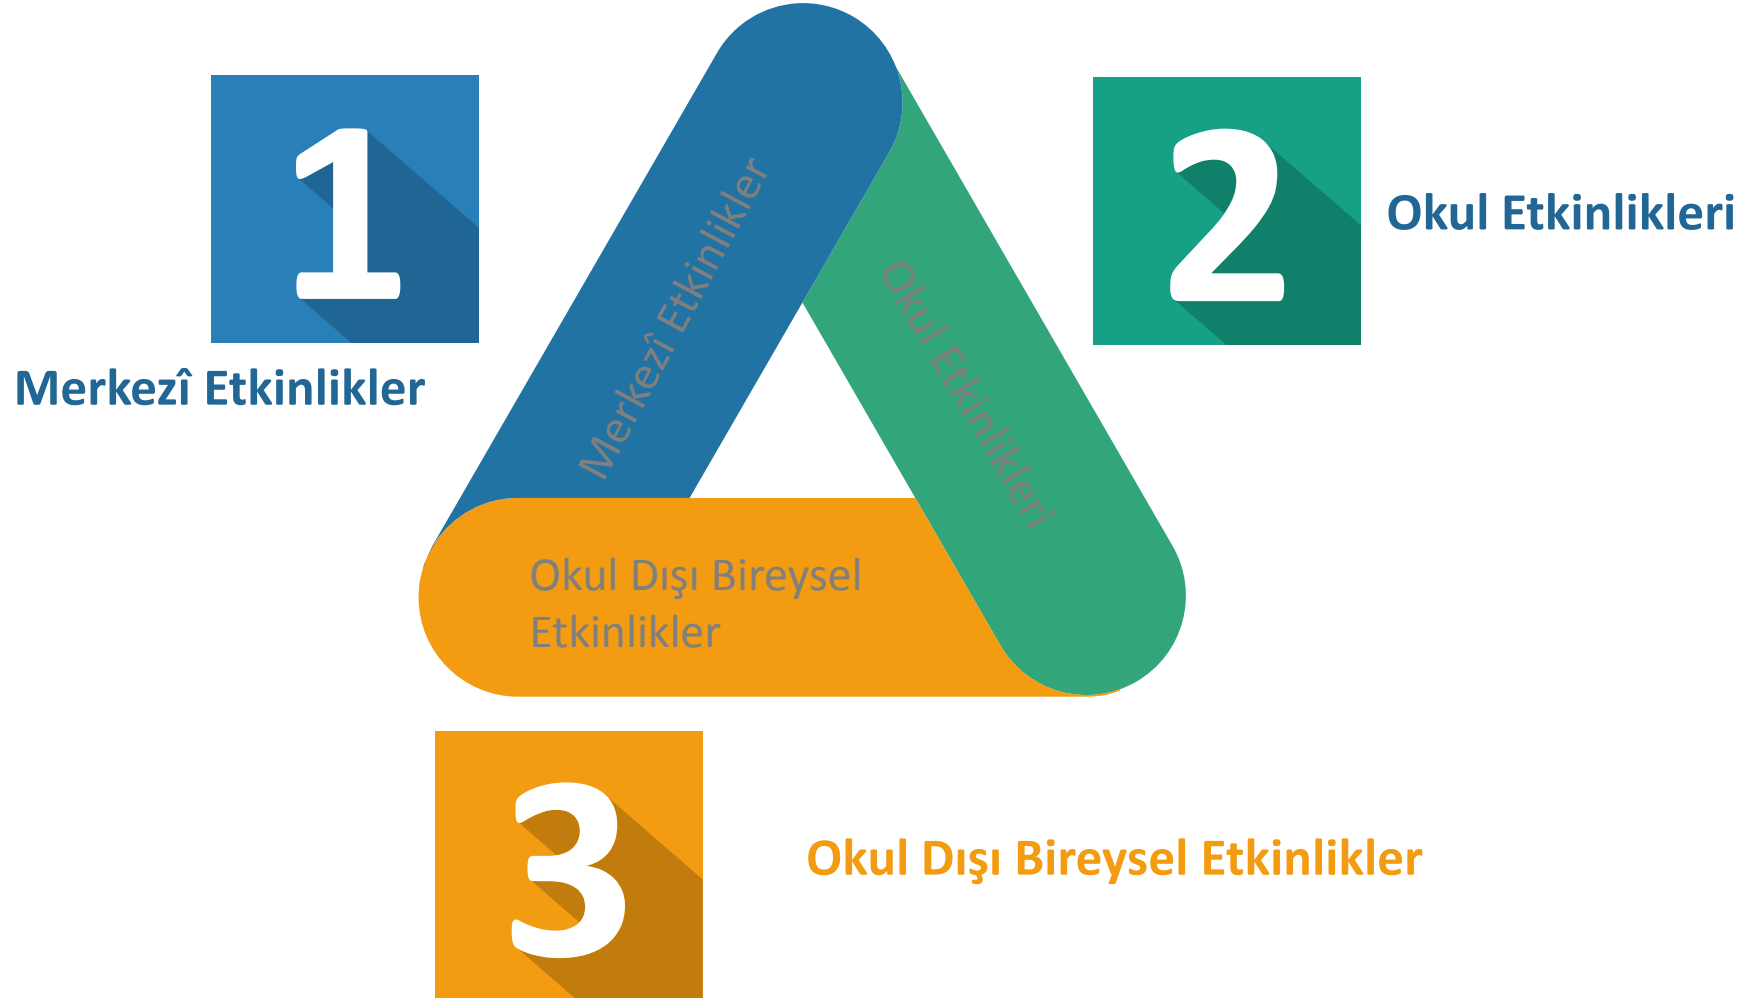 1
Merkezî Etkinlikler
Merkezî Etkinlikler
Okul Etkinlikleri
2
Okul Etkinlikleri
Okul Dışı Bireysel
Etkinlikler
3
Okul Dışı Bireysel Etkinlikler